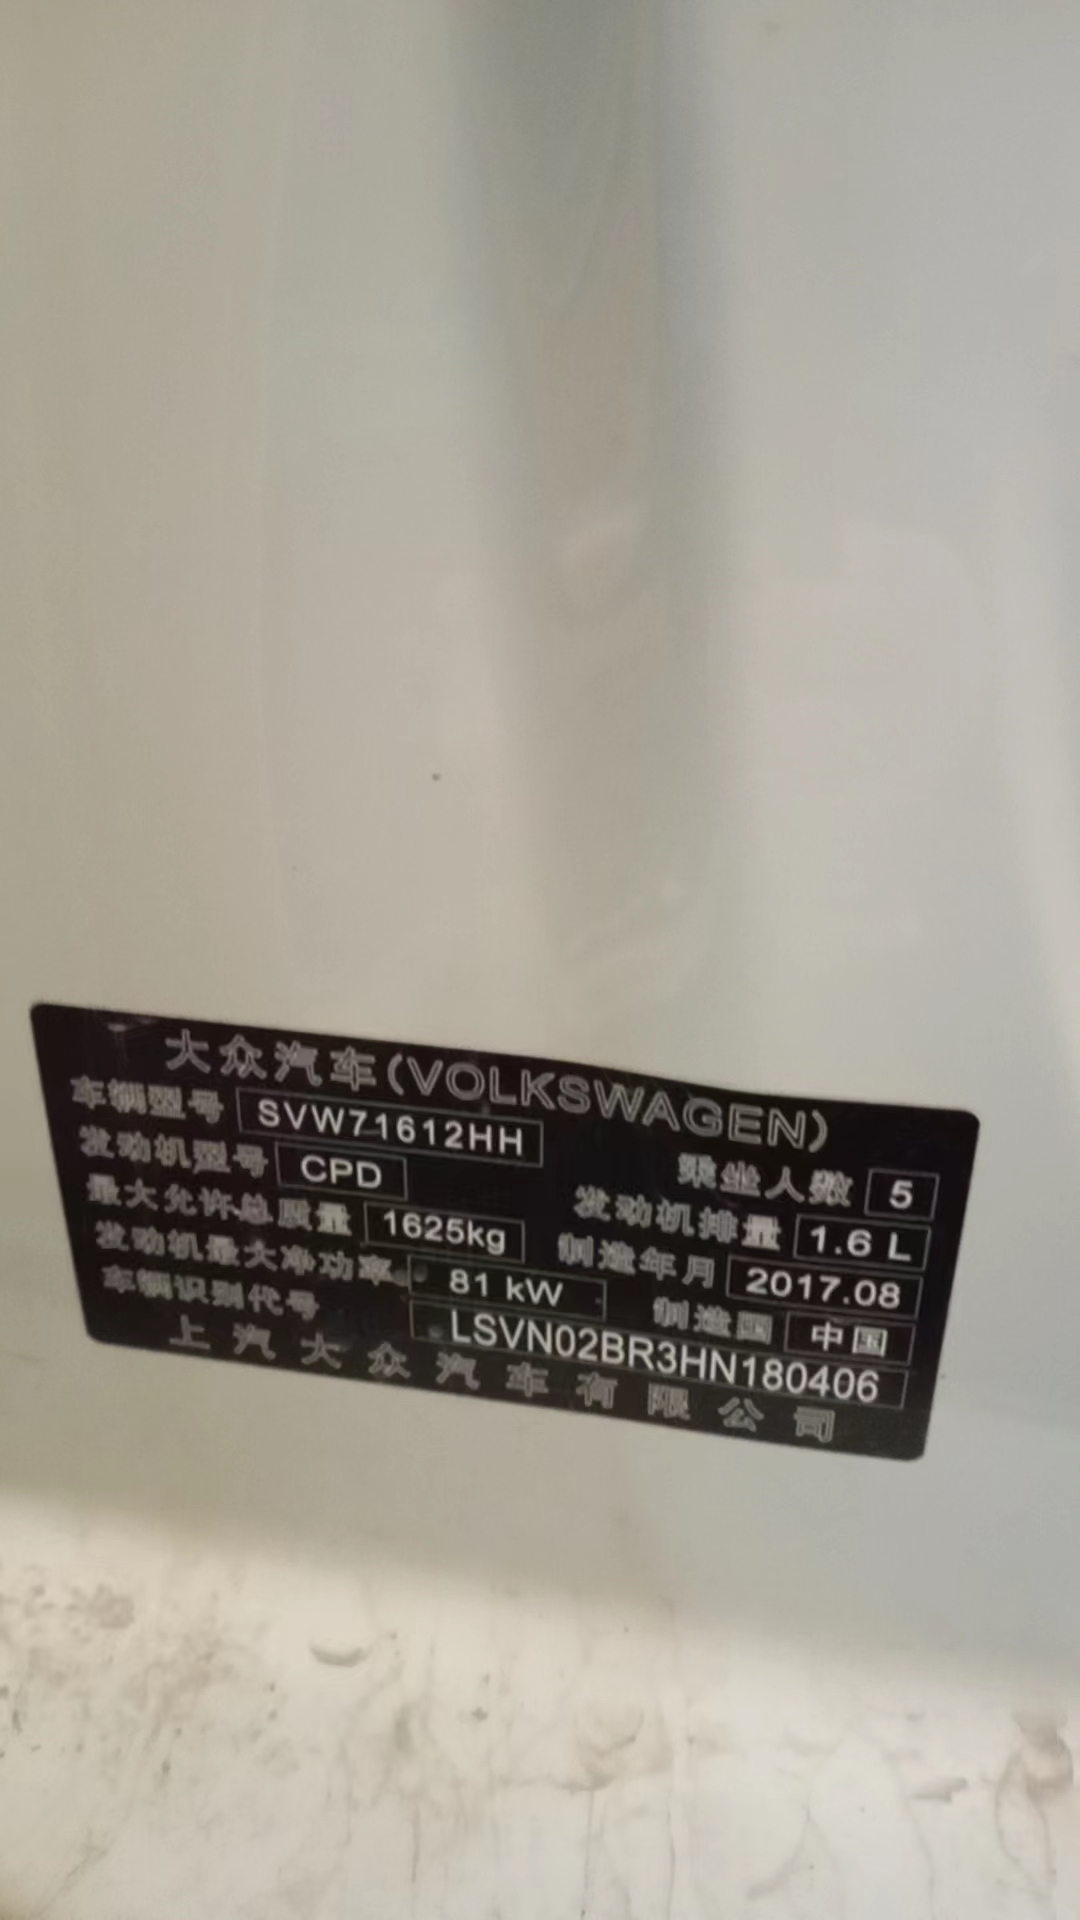 大众汽车(VOLKSWAGEN)
车辆型号 SVW71612HH 乘坐人数 5
发动机型号 CPD 发动机排量 1.6 L
最大允许总质量 1625kg 制造年月 2017.08
发动机最大净功率 81 kW 制造国 中国
车辆识别代号 LSVN02BR3HN180406
上汽大众汽车有限公司